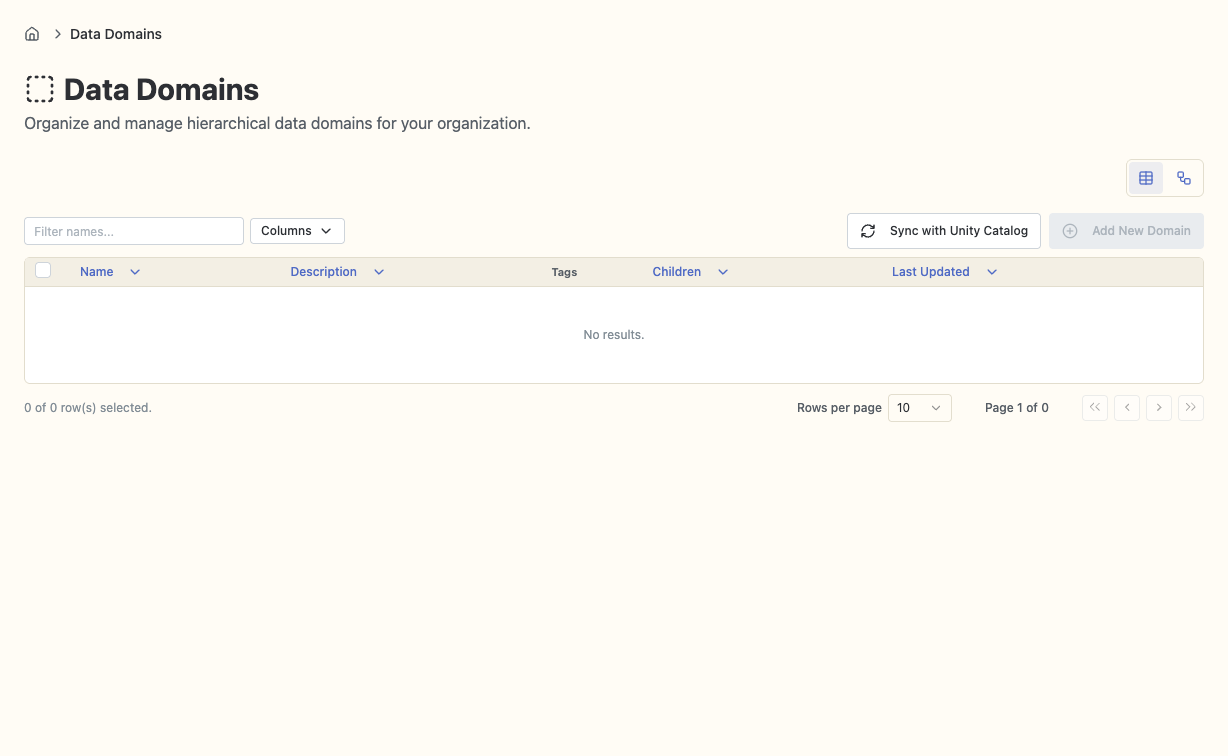 Data Domains
Data Domains
Organize and manage hierarchical data domains for your organization.
Filter names...
Columns
Sync with Unity Catalog
Add New Domain
Name Description Tags Children Last Updated
No results.
0 of 0 row(s) selected.
Rows per page 10 Page 1 of 0